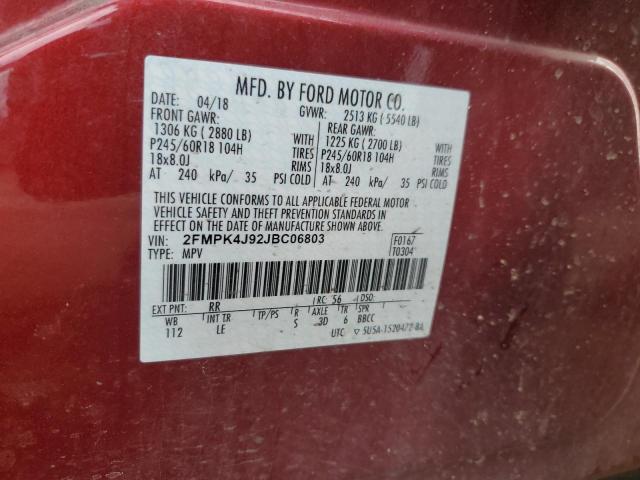 MFD. BY FORD MOTOR CO.
DATE: 04/18 GVWR: 2513 KG (5540 LB)
FRONT GAWR: REAR GAWR:
1306 KG (2880 LB) WITH 1225 KG (2700 LB) WITH
P245/60R18 104H TIRES P245/60R18 104H TIRES
18x8.0J RIMS 18x8.0J RIMS
AT 240 kPa/ 35 PSI COLD AT 240 kPa/ 35 PSI COLD
THIS VEHICLE CONFORMS TO ALL APPLICABLE FEDERAL MOTOR
VEHICLE SAFETY AND THEFT PREVENTION STANDARDS IN
EFFECT ON THE DATE OF MANUFACTURE SHOWN ABOVE.
VIN: 2FMPK4J92JBC06803 F0167
TYPE: MPV T0304
EXT PNT: RR RC: 56 DSO:
WB INT TR TP/PS R AXLE TR SPR
112 LE S 3D 6 BBCC
UTC ▽ 5U5A-1520472-BA